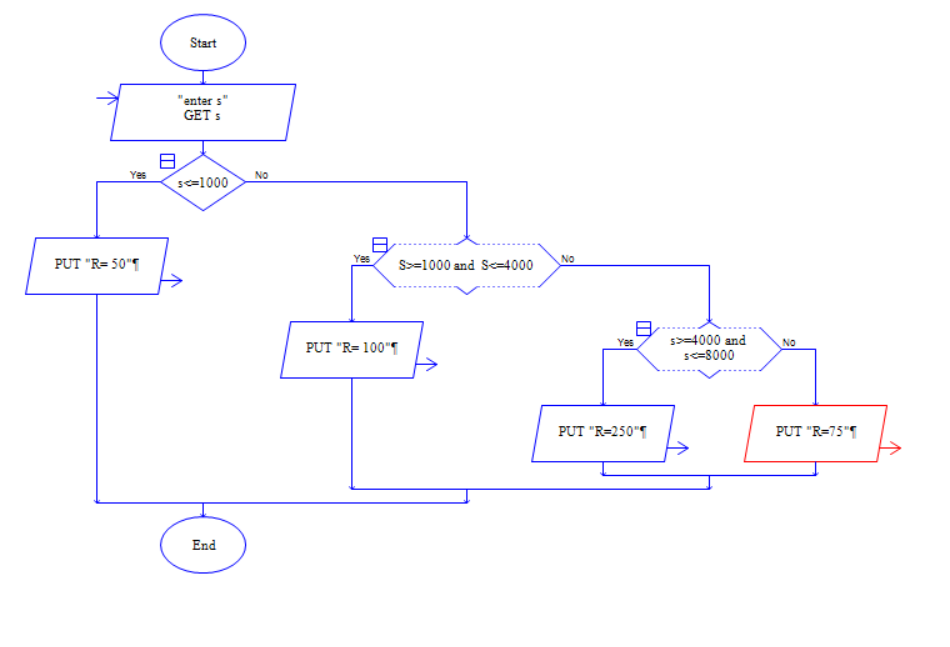 Start
"enter s"
GET s
Yes
s<=1000
No
PUT "R= 50"¶
Yes
S>=1000 and S<=4000
No
PUT "R= 100"¶
Yes
s>=4000 and
s<=8000
No
PUT "R=250"¶
PUT "R=75"¶
End